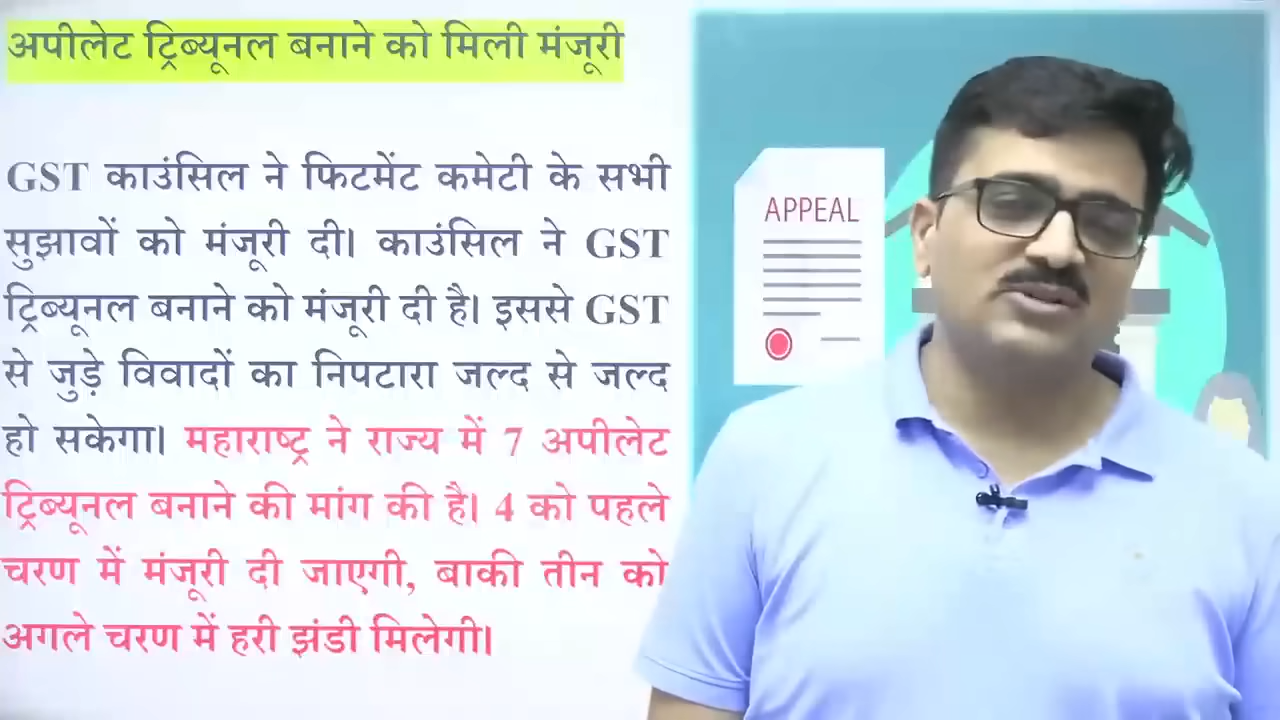 अपीलेट ट्रिब्यूनल बनाने को मिली मंजूरी
GST काउंसिल ने फिटमेंट कमेटी के सभी
सुझावों को मंजूरी दी। काउंसिल ने GST
ट्रिब्यूनल बनाने को मंजूरी दी है। इससे GST
से जुड़े विवादों का निपटारा जल्द से जल्द
हो सकेगा। महाराष्ट्र ने राज्य में 7 अपीलेट
ट्रिब्यूनल बनाने की मांग की है। 4 को पहले
चरण में मंजूरी दी जाएगी, बाकी तीन को
अगले चरण में हरी झंडी मिलेगी।
APPEAL